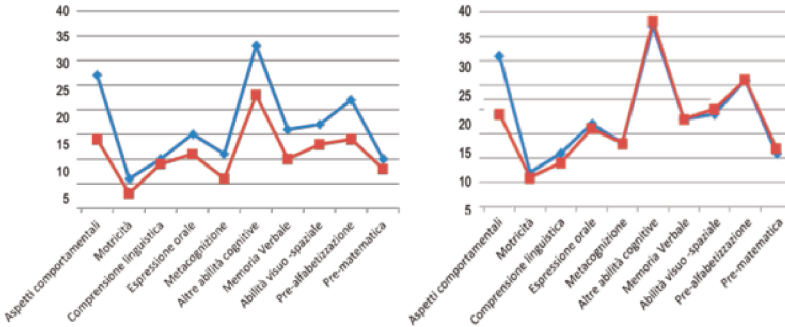 40
35
30
25
20
15
10
5
Aspetti comportamentali
Motricità
Comprensione linguistica
Espressione orale
Metacognizione
Altre abilità cognitive
Memoria Verbale
Abilità visuo -spaziale
Pre-alfabetizzazione
Pre-matematica
40
35
30
25
20
15
10
5
Aspetti comportamentali
Motricità
Comprensione linguistica
Espressione orale
Metacognizione
Altre abilità cognitive
Memoria Verbale
Abilità visuo -spaziale
Pre-alfabetizzazione
Pre-matematica